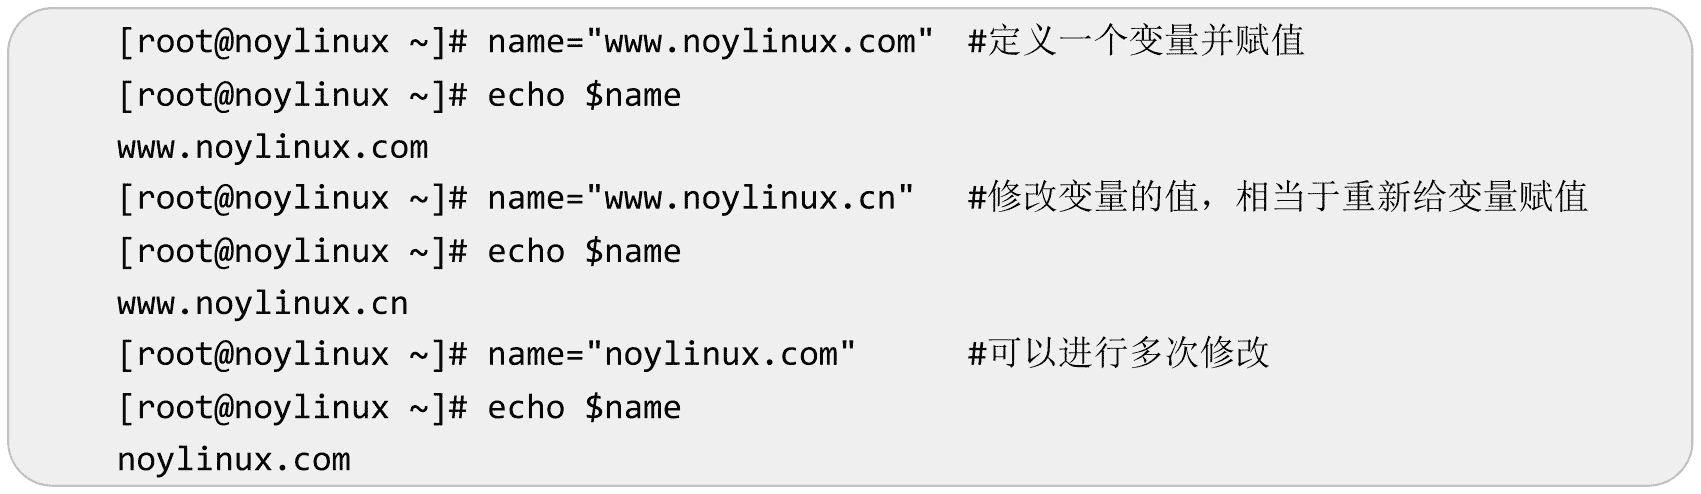 [root@noylinux ~]# name="www.noylinux.com" #定义一个变量并赋值
[root@noylinux ~]# echo $name
www.noylinux.com
[root@noylinux ~]# name="www.noylinux.cn" #修改变量的值，相当于重新给变量赋值
[root@noylinux ~]# echo $name
www.noylinux.cn
[root@noylinux ~]# name="noylinux.com" #可以进行多次修改
[root@noylinux ~]# echo $name
noylinux.com